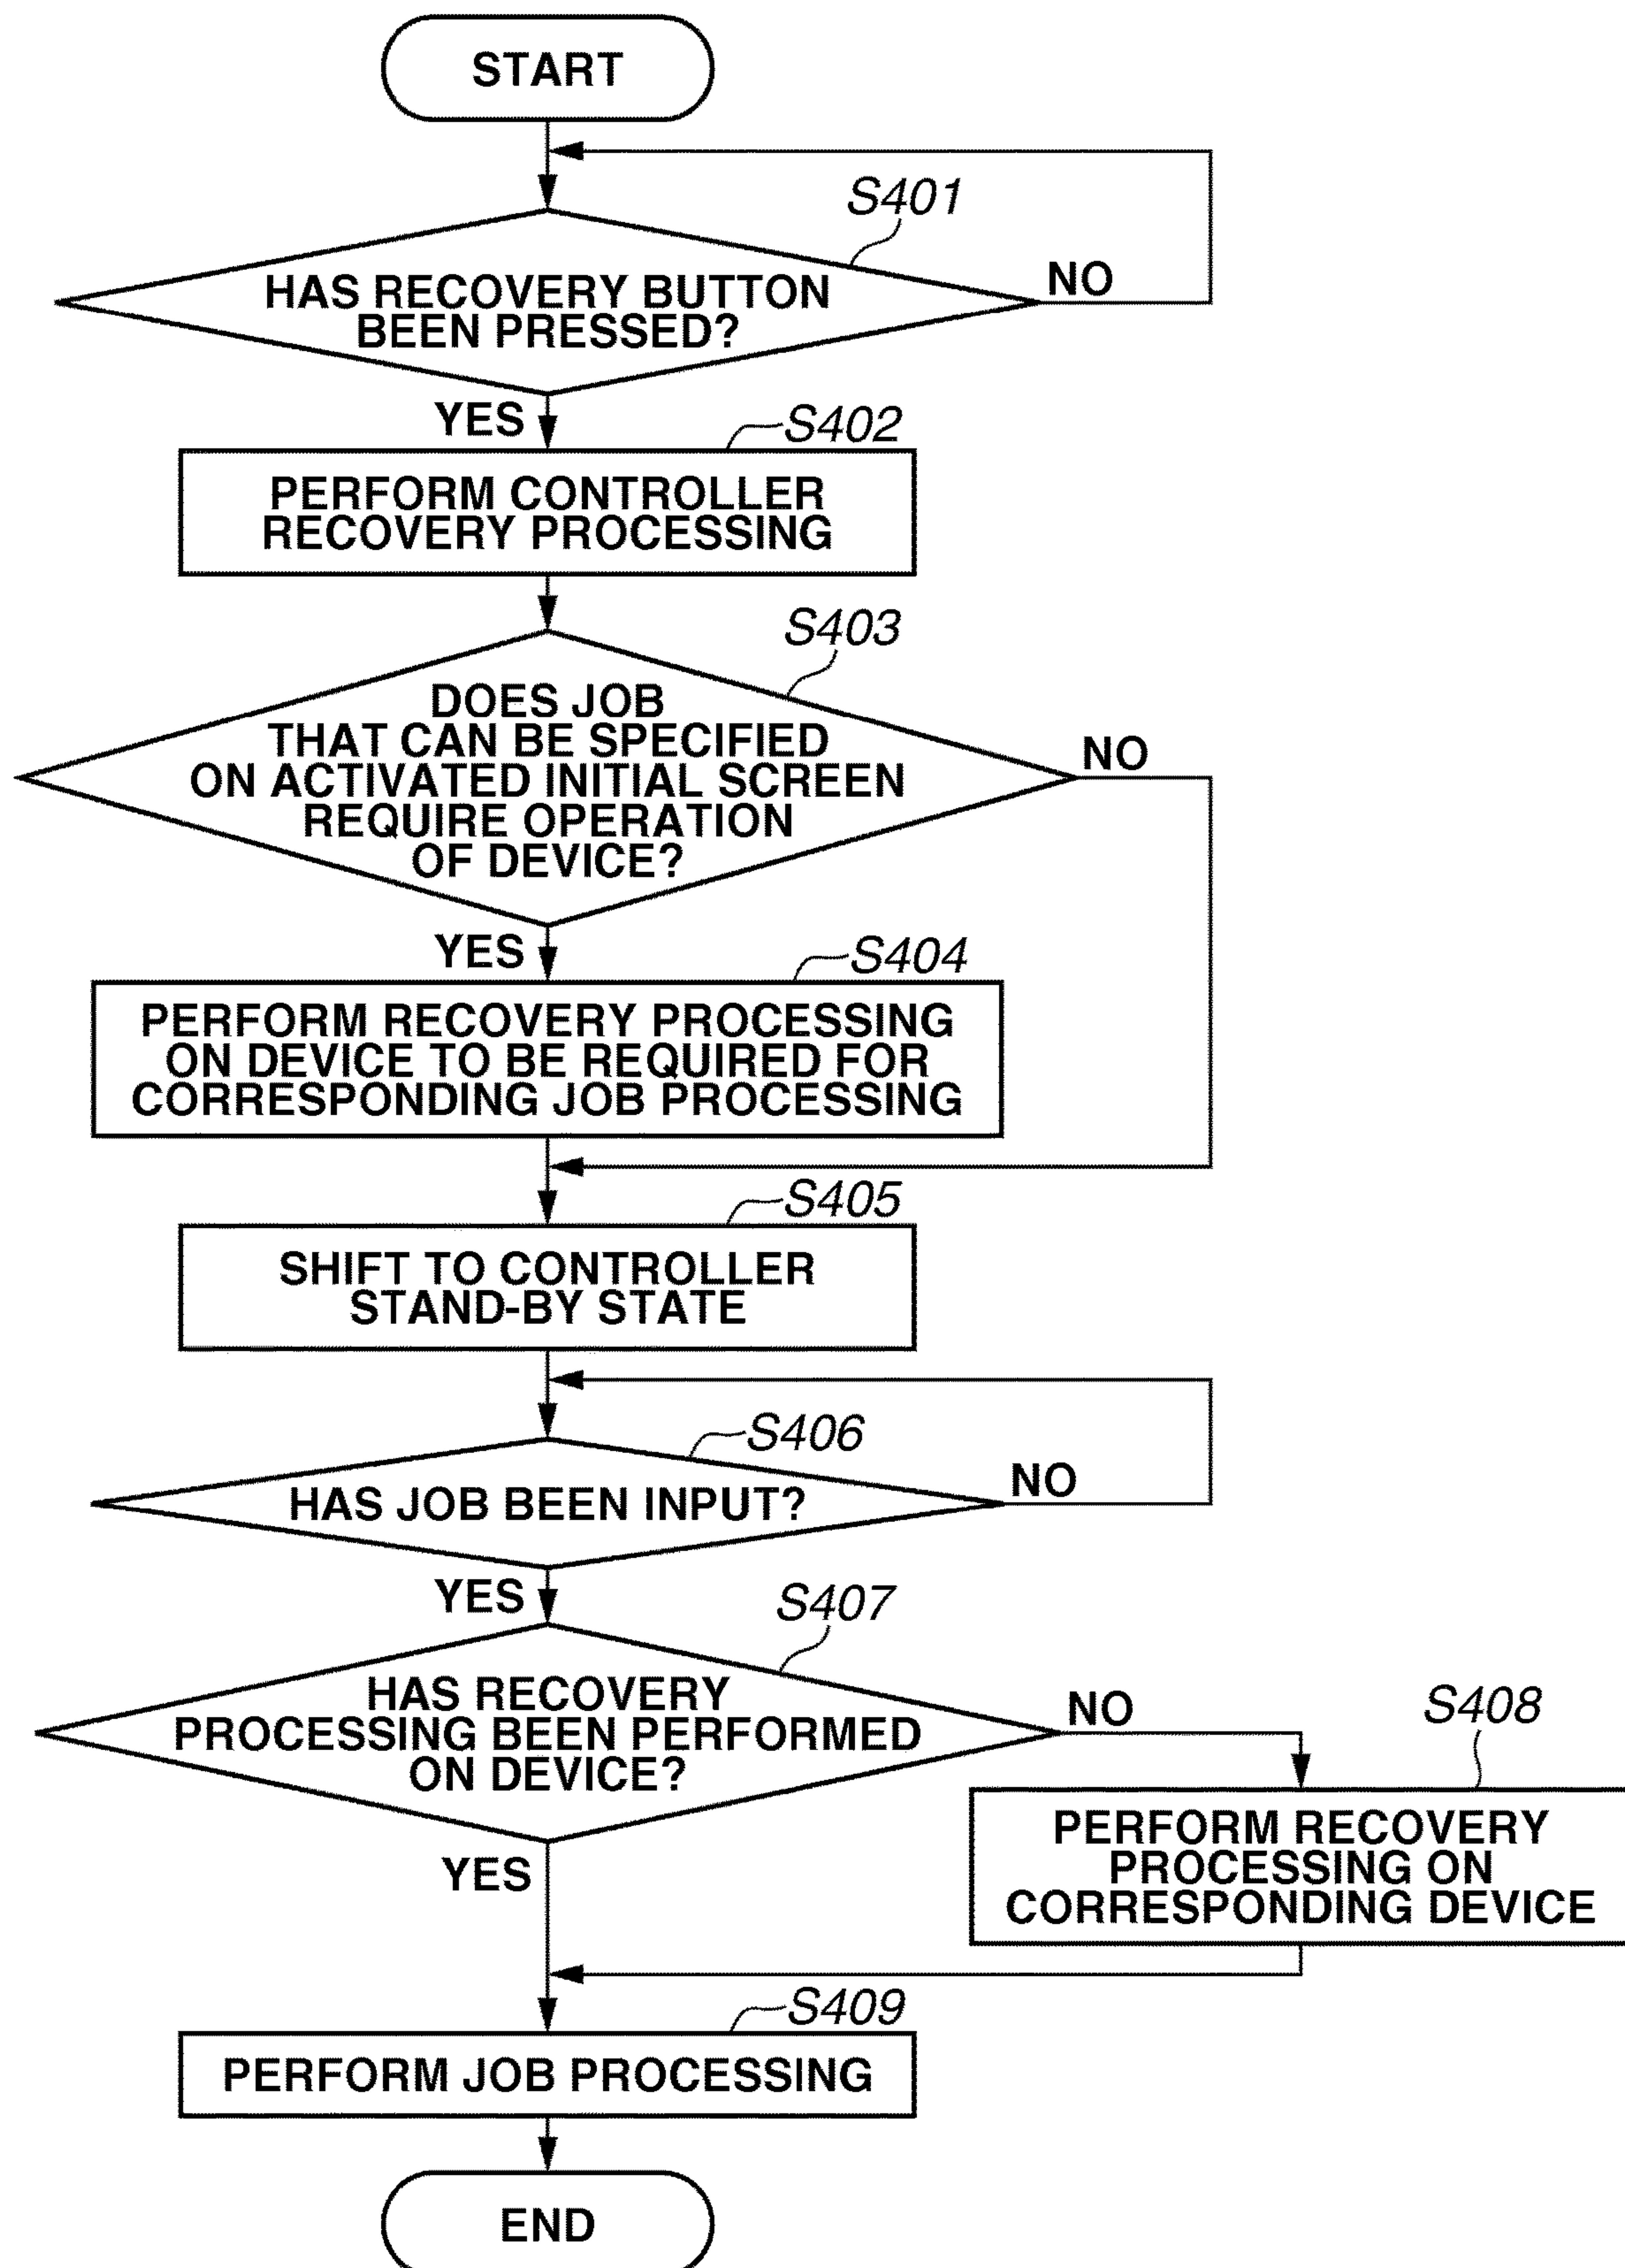 START
S401
HAS RECOVERY BUTTON
BEEN PRESSED?
NO
YES
S402
PERFORM CONTROLLER
RECOVERY PROCESSING
S403
DOES JOB
THAT CAN BE SPECIFIED
ON ACTIVATED INITIAL SCREEN
REQUIRE OPERATION
OF DEVICE?
NO
YES
S404
PERFORM RECOVERY PROCESSING
ON DEVICE TO BE REQUIRED FOR
CORRESPONDING JOB PROCESSING
S405
SHIFT TO CONTROLLER
STAND-BY STATE
S406
HAS JOB BEEN INPUT?
NO
YES
S407
HAS RECOVERY
PROCESSING BEEN PERFORMED
ON DEVICE?
NO
YES
S408
PERFORM RECOVERY
PROCESSING ON
CORRESPONDING DEVICE
S409
PERFORM JOB PROCESSING
END